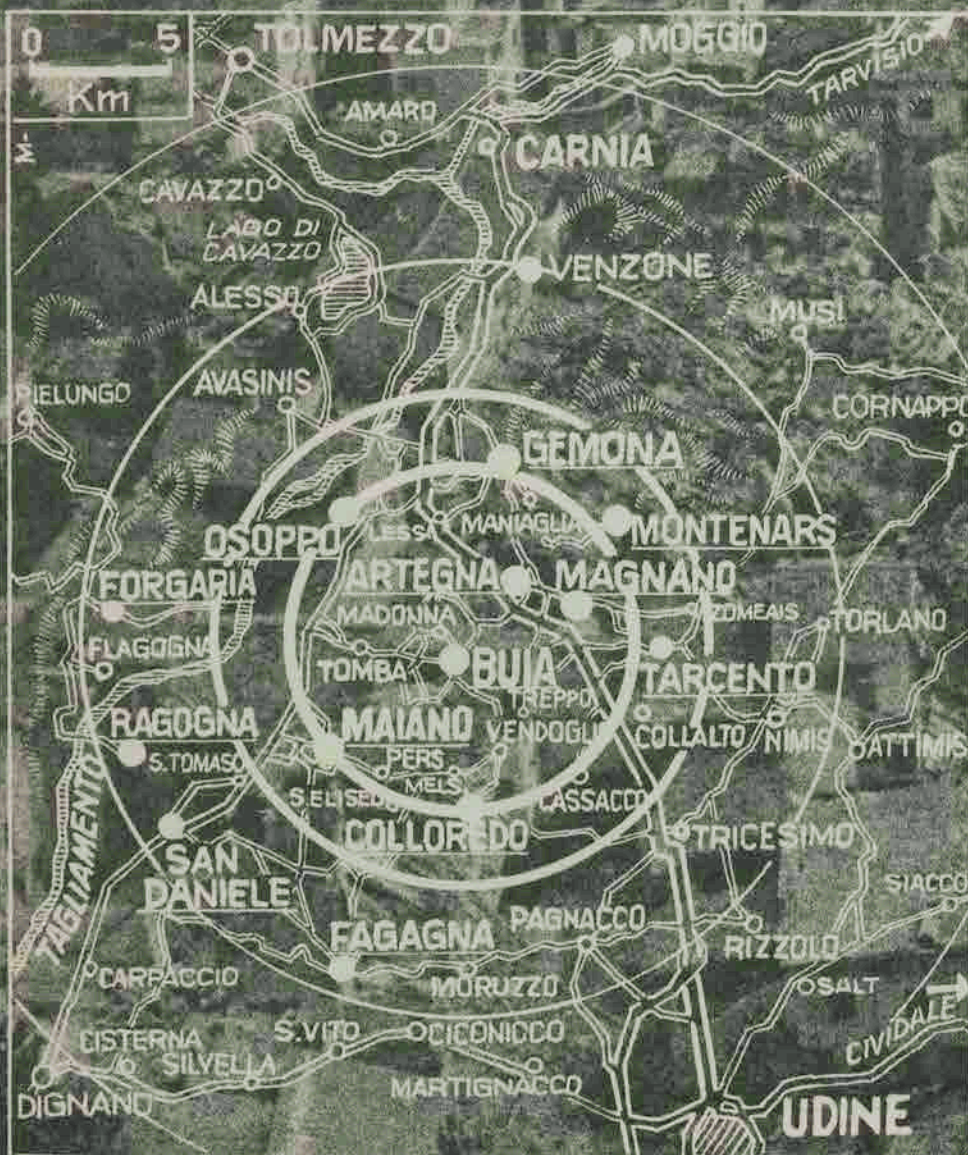 0 5
Km
TOLMEZZO
MOGGIO
TARVISIO
AMARO
CARNIA
CAVAZZO
LAGO DI
CAVAZZO
VENZONE
ALESSO
MUSI
PIELUNGO
AVASINIS
CORNAPPO
GEMONA
OSOPPO
LESSA
MANIAGLIA
MONTENARS
FORGARIA
ARTEGNA
MAGNANO
MADONNA
ZOMEAIS
TORLANO
FLAGOGNA
TOMBA
BUIA
TARCENTO
TREPPO
RAGOGNA
MAIANO
VENDOGLI
COLLALTO
NIMIS
ATTIMIS
S.TOMASO
PERS
MELS
S.ELISEO
CASSACCO
COLLOREDO
TRICESIMO
SAN
DANIELE
TAGLIAMENTO
SIACCO
FAGAGNA
PAGNACCO
RIZZOLO
CARPACCIO
MORUZZO
SALT
CISTERNA
S.VITO
CICONICCO
CIVIDALE
SILVELLA
MARTIGNACCO
DIGNANO
UDINE